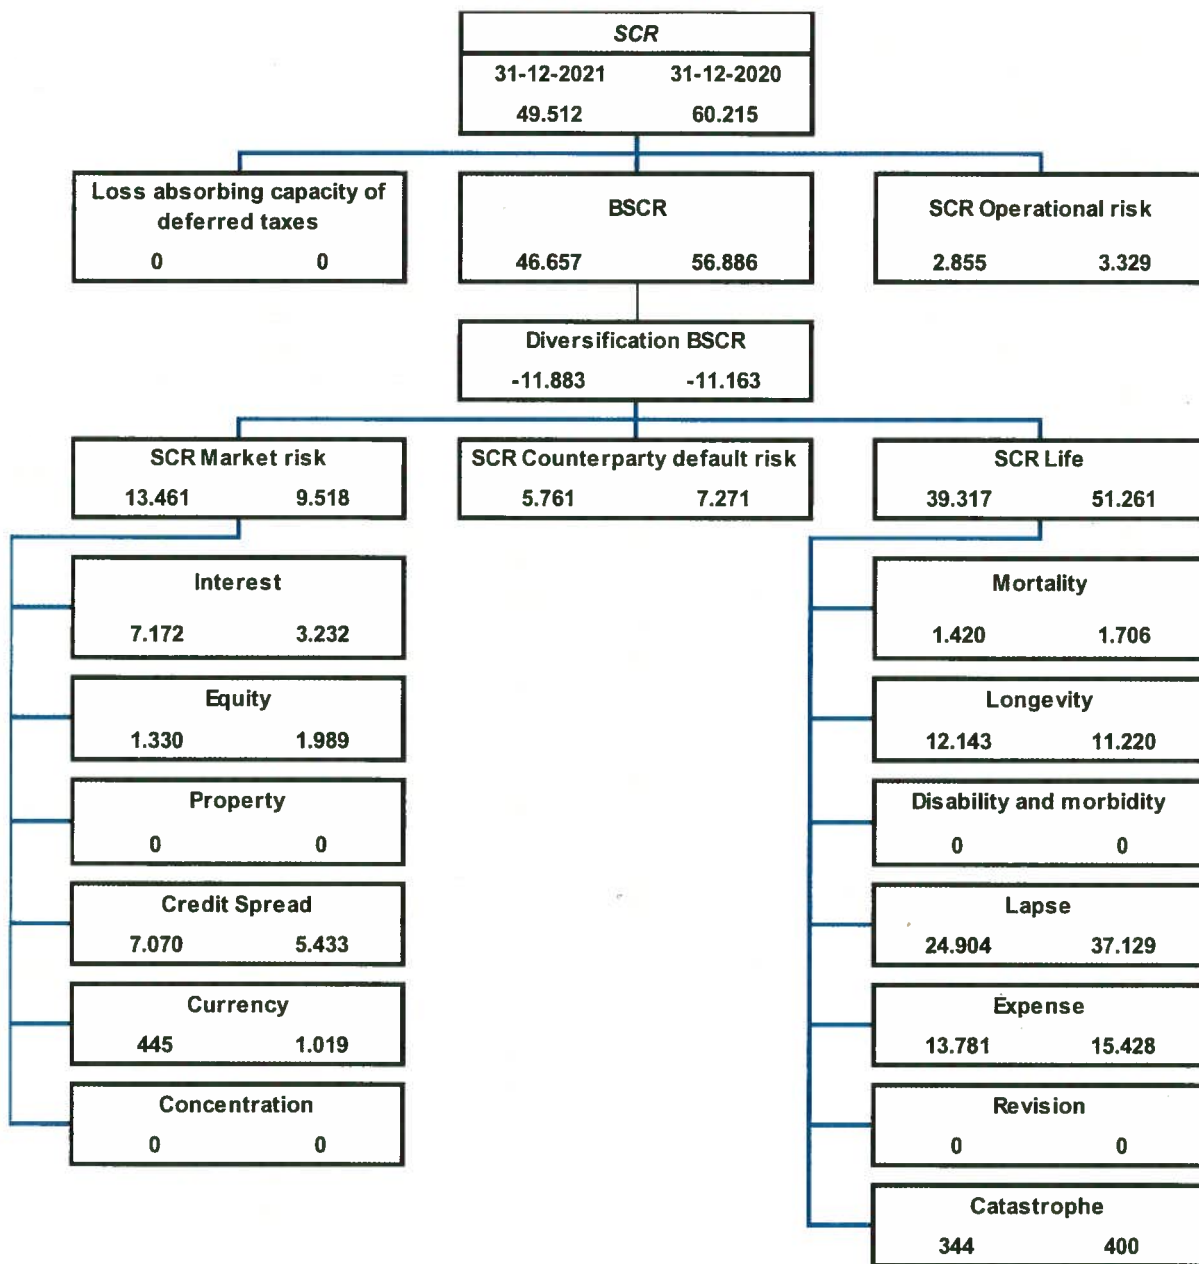 SCR
31-12-2021 31-12-2020
49.512 60.215
Loss absorbing capacity of
deferred taxes
0 0
BSCR
46.657 56.886
SCR Operational risk
2.855 3.329
Diversification BSCR
-11.883 -11.163
SCR Market risk
13.461 9.518
SCR Counterparty default risk
5.761 7.271
SCR Life
39.317 51.261
Interest
7.172 3.232
Equity
1.330 1.989
Property
0 0
Credit Spread
7.070 5.433
Currency
445 1.019
Concentration
0 0
Mortality
1.420 1.706
Longevity
12.143 11.220
Disability and morbidity
0 0
Lapse
24.904 37.129
Expense
13.781 15.428
Revision
0 0
Catastrophe
344 400